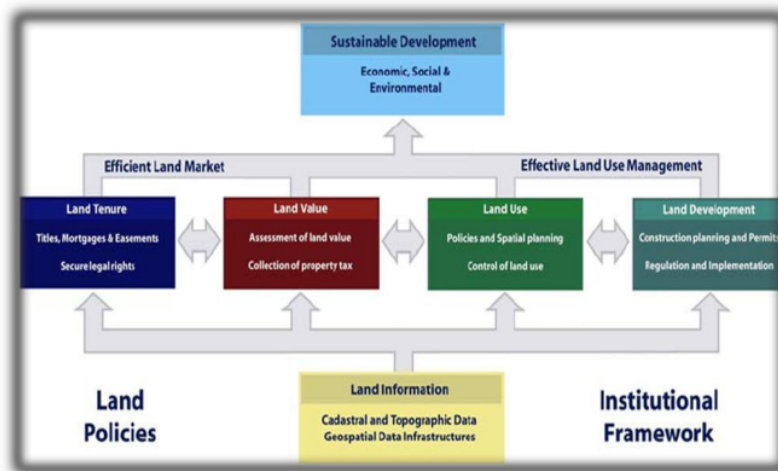 Sustainable Development
Economic, Social &
Environmental
Efficient Land Market
Effective Land Use Management
Land Tenure
Titles, Mortgages & Easements
Secure legal rights
Land Value
Assessment of land value
Collection of property tax
Land Use
Policies and Spatial planning
Control of land use
Land Development
Construction planning and Permits
Regulation and Implementation
Land
Policies
Land Information
Cadastral and Topographic Data
Geospatial Data Infrastructures
Institutional
Framework